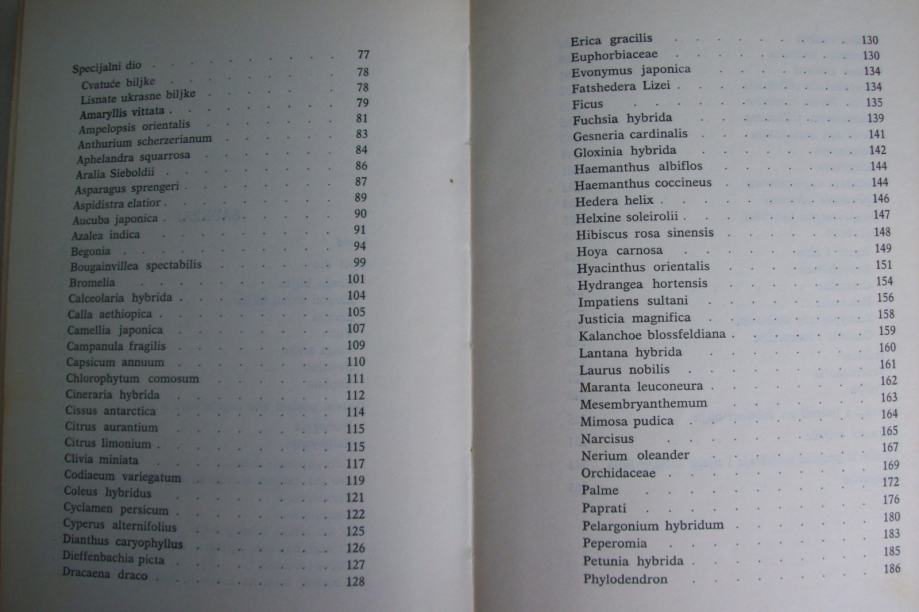 Specijalni dio . . . . . . . . 77
Cvatuće biljke . . . . . . . 78
Lisnate ukrasne biljke . . . . . . 78
Amaryllis vittata . . . . . . . 79
Ampelopsis orientalis . . . . . . 81
Anthurium scherzerianum . . . . . 83
Aphelandra squarrosa . . . . . . 84
Aralia Sieboldii . . . . . . . 86
Asparagus sprengeri . . . . . . . 87
Aspidistra elatior . . . . . . . 89
Aucuba japonica . . . . . . . 90
Azalea indica . . . . . . . 91
Begonia . . . . . . . . 94
Bougainvillea spectabilis . . . . . . 99
Bromelia . . . . . . . . 101
Calceolaria hybrida . . . . . . . 104
Calla aethiopica . . . . . . . 105
Camellia japonica . . . . . . . 107
Campanula fragilis . . . . . . . 109
Capsicum annuum . . . . . . . 110
Chlorophytum comosum . . . . . . 111
Cineraria hybrida . . . . . . . 112
Cissus antarctica . . . . . . . 114
Citrus aurantium . . . . . . . 115
Citrus limonium . . . . . . . 115
Clivia miniata . . . . . . . 117
Codiaeum variegatum . . . . . . 119
Coleus hybridus . . . . . . . 121
Cyclamen persicum . . . . . . . 122
Cyperus alternifolius . . . . . . 125
Dianthus caryophyllus . . . . . . 126
Dieffenbachia picta . . . . . . . 127
Dracaena draco . . . . . . . 128
Erica gracilis . . . . . . . 130
Euphorbiaceae . . . . . . . 130
Evonymus japonica . . . . . . 134
Fatshedera Lizei . . . . . . . 134
Ficus . . . . . . . . 135
Fuchsia hybrida . . . . . . . 139
Gesneria cardinalis . . . . . . 141
Gloxinia hybrida . . . . . . . 142
Haemanthus albiflos . . . . . . 144
Haemanthus coccineus . . . . . . 144
Hedera helix . . . . . . . . 146
Helxine soleirolii . . . . . . . 147
Hibiscus rosa sinensis . . . . . . 148
Hoya carnosa . . . . . . . 149
Hyacinthus orientalis . . . . . . 151
Hydrangea hortensis . . . . . . 154
Impatiens sultani . . . . . . . 156
Justicia magnifica . . . . . . . 158
Kalanchoe blossfeldiana . . . . . . 159
Lantana hybrida . . . . . . . 160
Laurus nobilis . . . . . . . 161
Maranta leuconeura . . . . . . . 162
Mesembryanthemum . . . . . . 163
Mimosa pudica . . . . . . . 164
Narcisus . . . . . . . . 165
Nerium oleander . . . . . . . 167
Orchidaceae . . . . . . . . 169
Palme . . . . . . . . 172
Paprati . . . . . . . . 176
Pelargonium hybridum . . . . . . 180
Peperomia . . . . . . . . 183
Petunia hybrida . . . . . . . 185
Phylodendron . . . . . . . 186